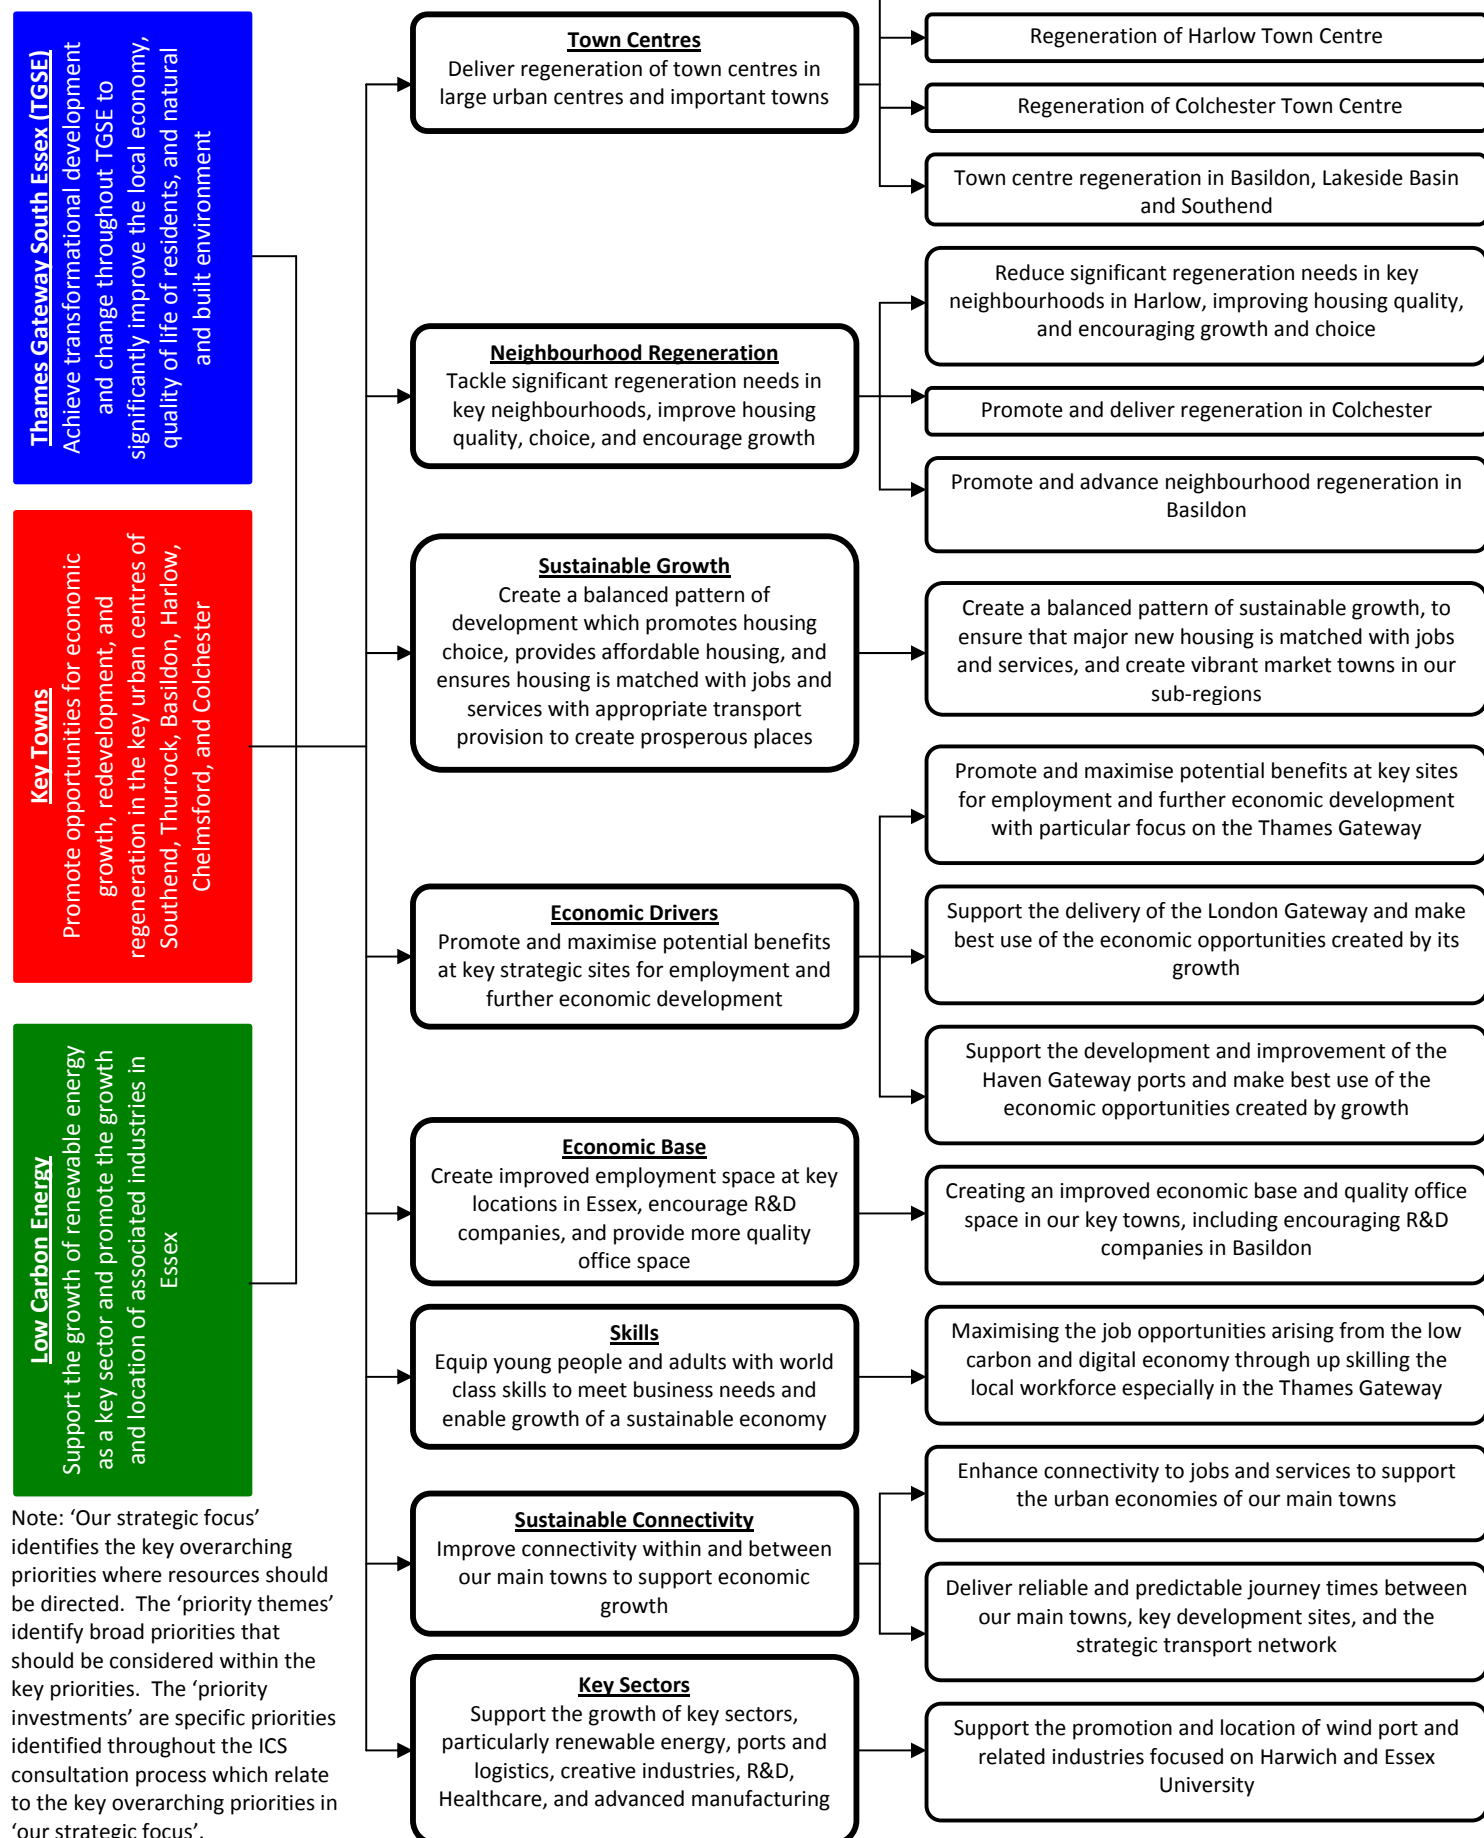 Thames Gateway South Essex (TGSE)
Achieve transformational development
and change throughout TGSE to
significantly improve the local economy,
quality of life of residents, and natural
and built environment
Key Towns
Promote opportunities for economic
growth, redevelopment, and
regeneration in the key urban centres of
Southend, Thurrock, Basildon, Harlow,
Chelmsford, and Colchester
Low Carbon Energy
Support the growth of renewable energy
as a key sector and promote the growth
and location of associated industries in
Essex
Note: ‘Our strategic focus’
identifies the key overarching
priorities where resources should
be directed.  The ‘priority themes’
identify broad priorities that
should be considered within the
key priorities.  The ‘priority
investments’ are specific priorities
identified throughout the ICS
consultation process which relate
to the key overarching priorities in
‘our strategic focus’.
Town Centres
Deliver regeneration of town centres in
large urban centres and important towns
Neighbourhood Regeneration
Tackle significant regeneration needs in
key neighbourhoods, improve housing
quality, choice, and encourage growth
Sustainable Growth
Create a balanced pattern of
development which promotes housing
choice, provides affordable housing, and
ensures housing is matched with jobs and
services with appropriate transport
provision to create prosperous places
Economic Drivers
Promote and maximise potential benefits
at key strategic sites for employment and
further economic development
Economic Base
Create improved employment space at key
locations in Essex, encourage R&D
companies, and provide more quality
office space
Skills
Equip young people and adults with world
class skills to meet business needs and
enable growth of a sustainable economy
Sustainable Connectivity
Improve connectivity within and between
our main towns to support economic
growth
Key Sectors
Support the growth of key sectors,
particularly renewable energy, ports and
logistics, creative industries, R&D,
Healthcare, and advanced manufacturing
Regeneration of Harlow Town Centre
Regeneration of Colchester Town Centre
Town centre regeneration in Basildon, Lakeside Basin
and Southend
Reduce significant regeneration needs in key
neighbourhoods in Harlow, improving housing quality,
and encouraging growth and choice
Promote and deliver regeneration in Colchester
Promote and advance neighbourhood regeneration in
Basildon
Create a balanced pattern of sustainable growth, to
ensure that major new housing is matched with jobs
and services, and create vibrant market towns in our
sub-regions
Promote and maximise potential benefits at key sites
for employment and further economic development
with particular focus on the Thames Gateway
Support the delivery of the London Gateway and make
best use of the economic opportunities created by its
growth
Support the development and improvement of the
Haven Gateway ports and make best use of the
economic opportunities created by growth
Creating an improved economic base and quality office
space in our key towns, including encouraging R&D
companies in Basildon
Maximising the job opportunities arising from the low
carbon and digital economy through up skilling the
local workforce especially in the Thames Gateway
Enhance connectivity to jobs and services to support
the urban economies of our main towns
Deliver reliable and predictable journey times between
our main towns, key development sites, and the
strategic transport network
Support the promotion and location of wind port and
related industries focused on Harwich and Essex
University